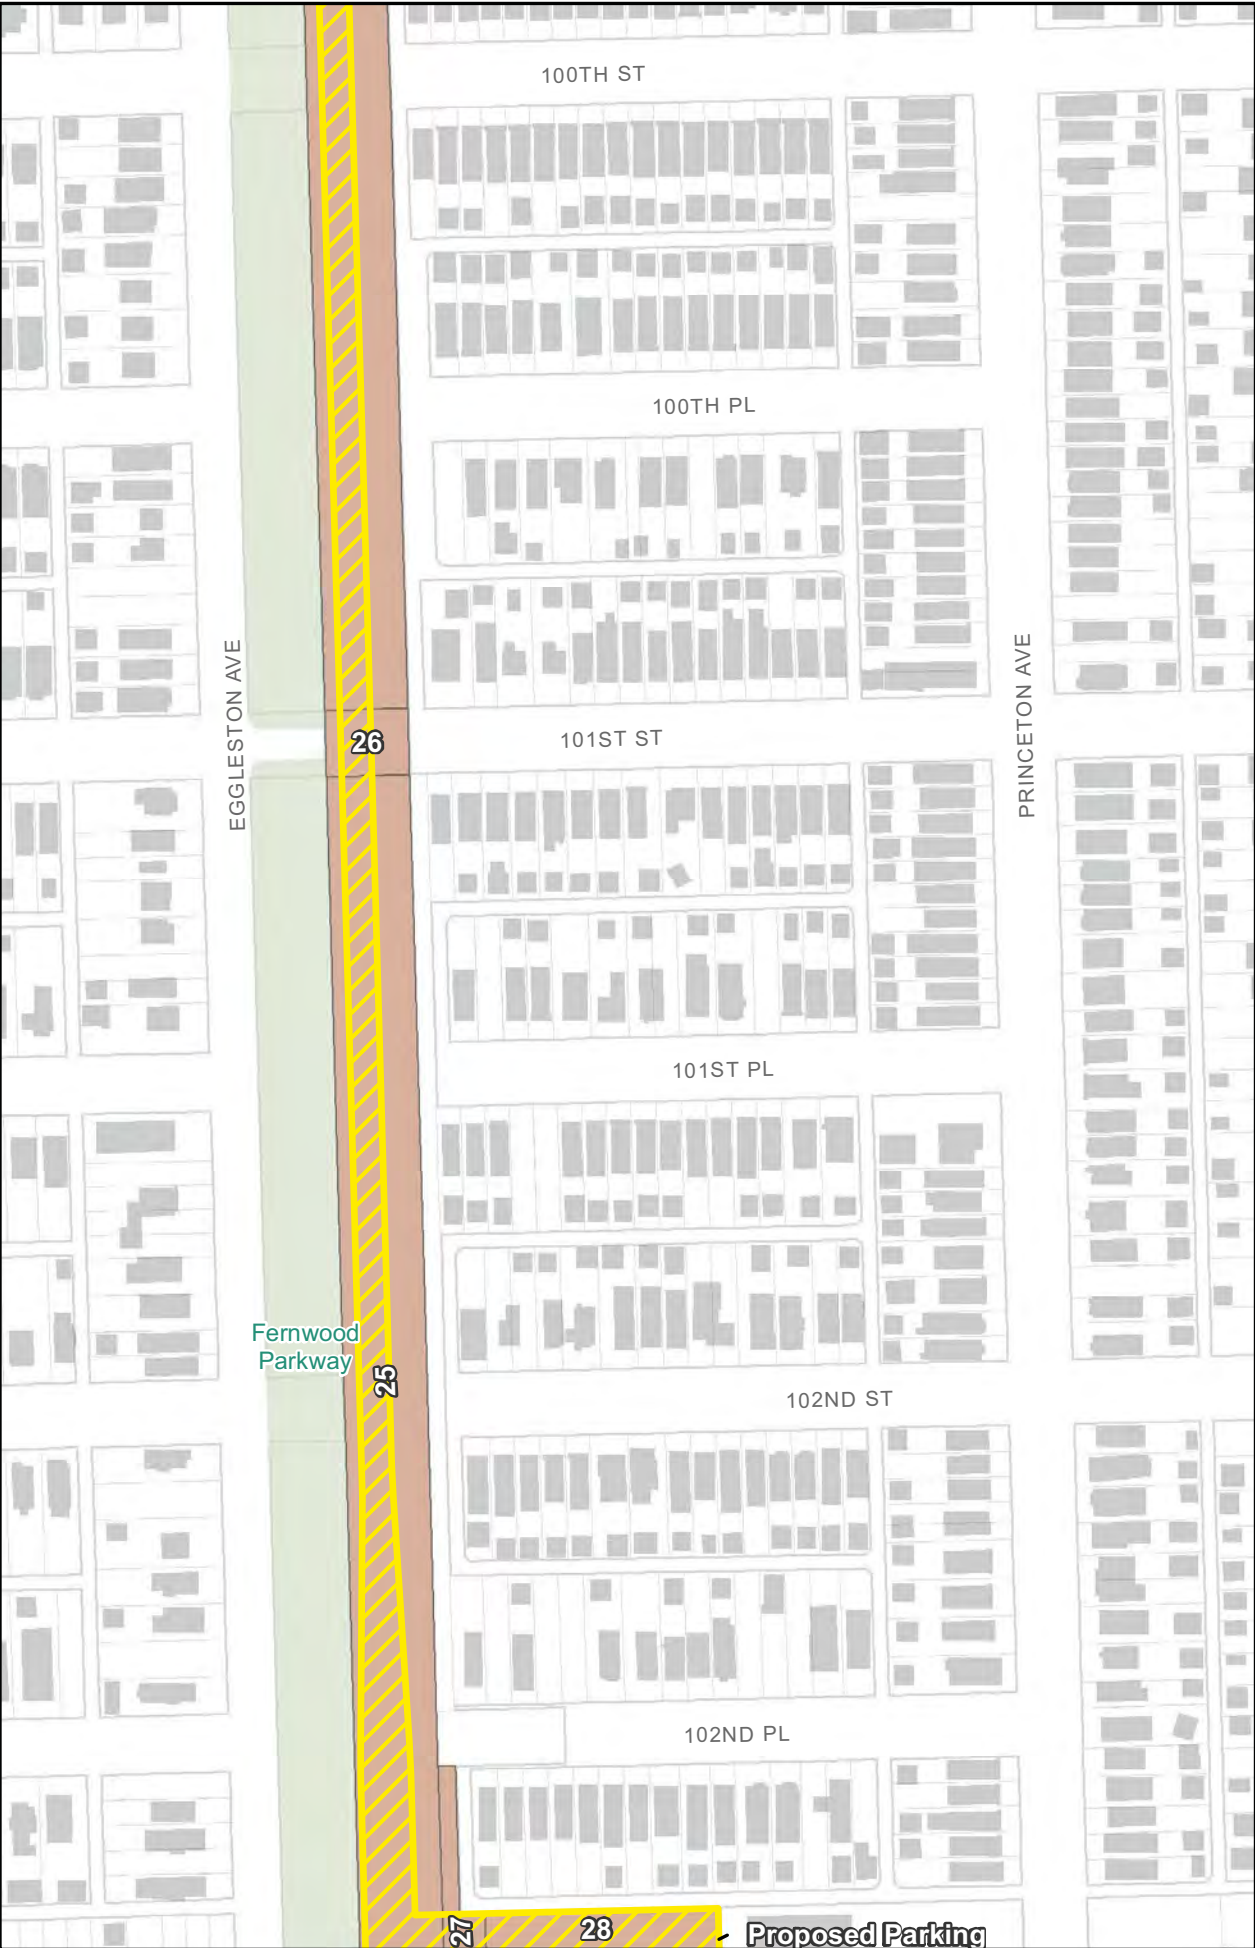 100TH ST
100TH PL
EGGLESTON AVE
PRINCETON AVE
26
101ST ST
101ST PL
Fernwood
Parkway
25
102ND ST
102ND PL
27
28
Proposed Parking